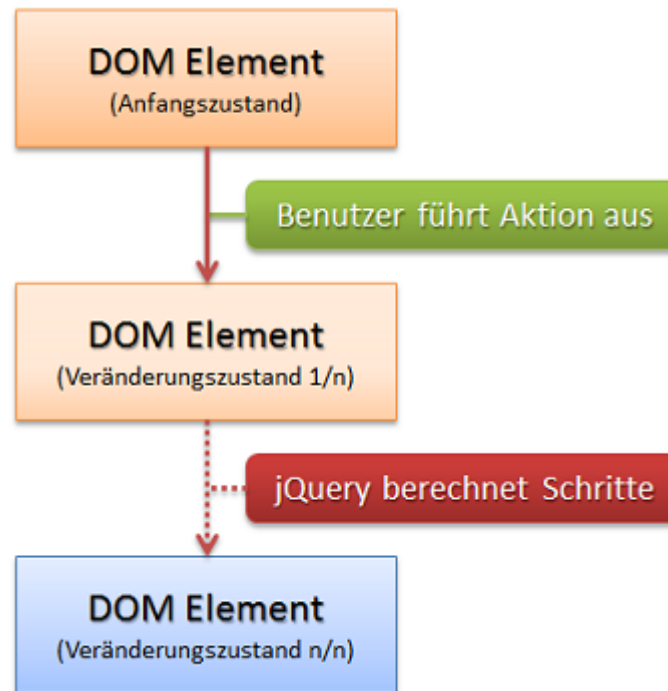 DOM Element
(Anfangszustand)
Benutzer führt Aktion aus
DOM Element
(Veränderungszustand 1/n)
jQuery berechnet Schritte
DOM Element
(Veränderungszustand n/n)